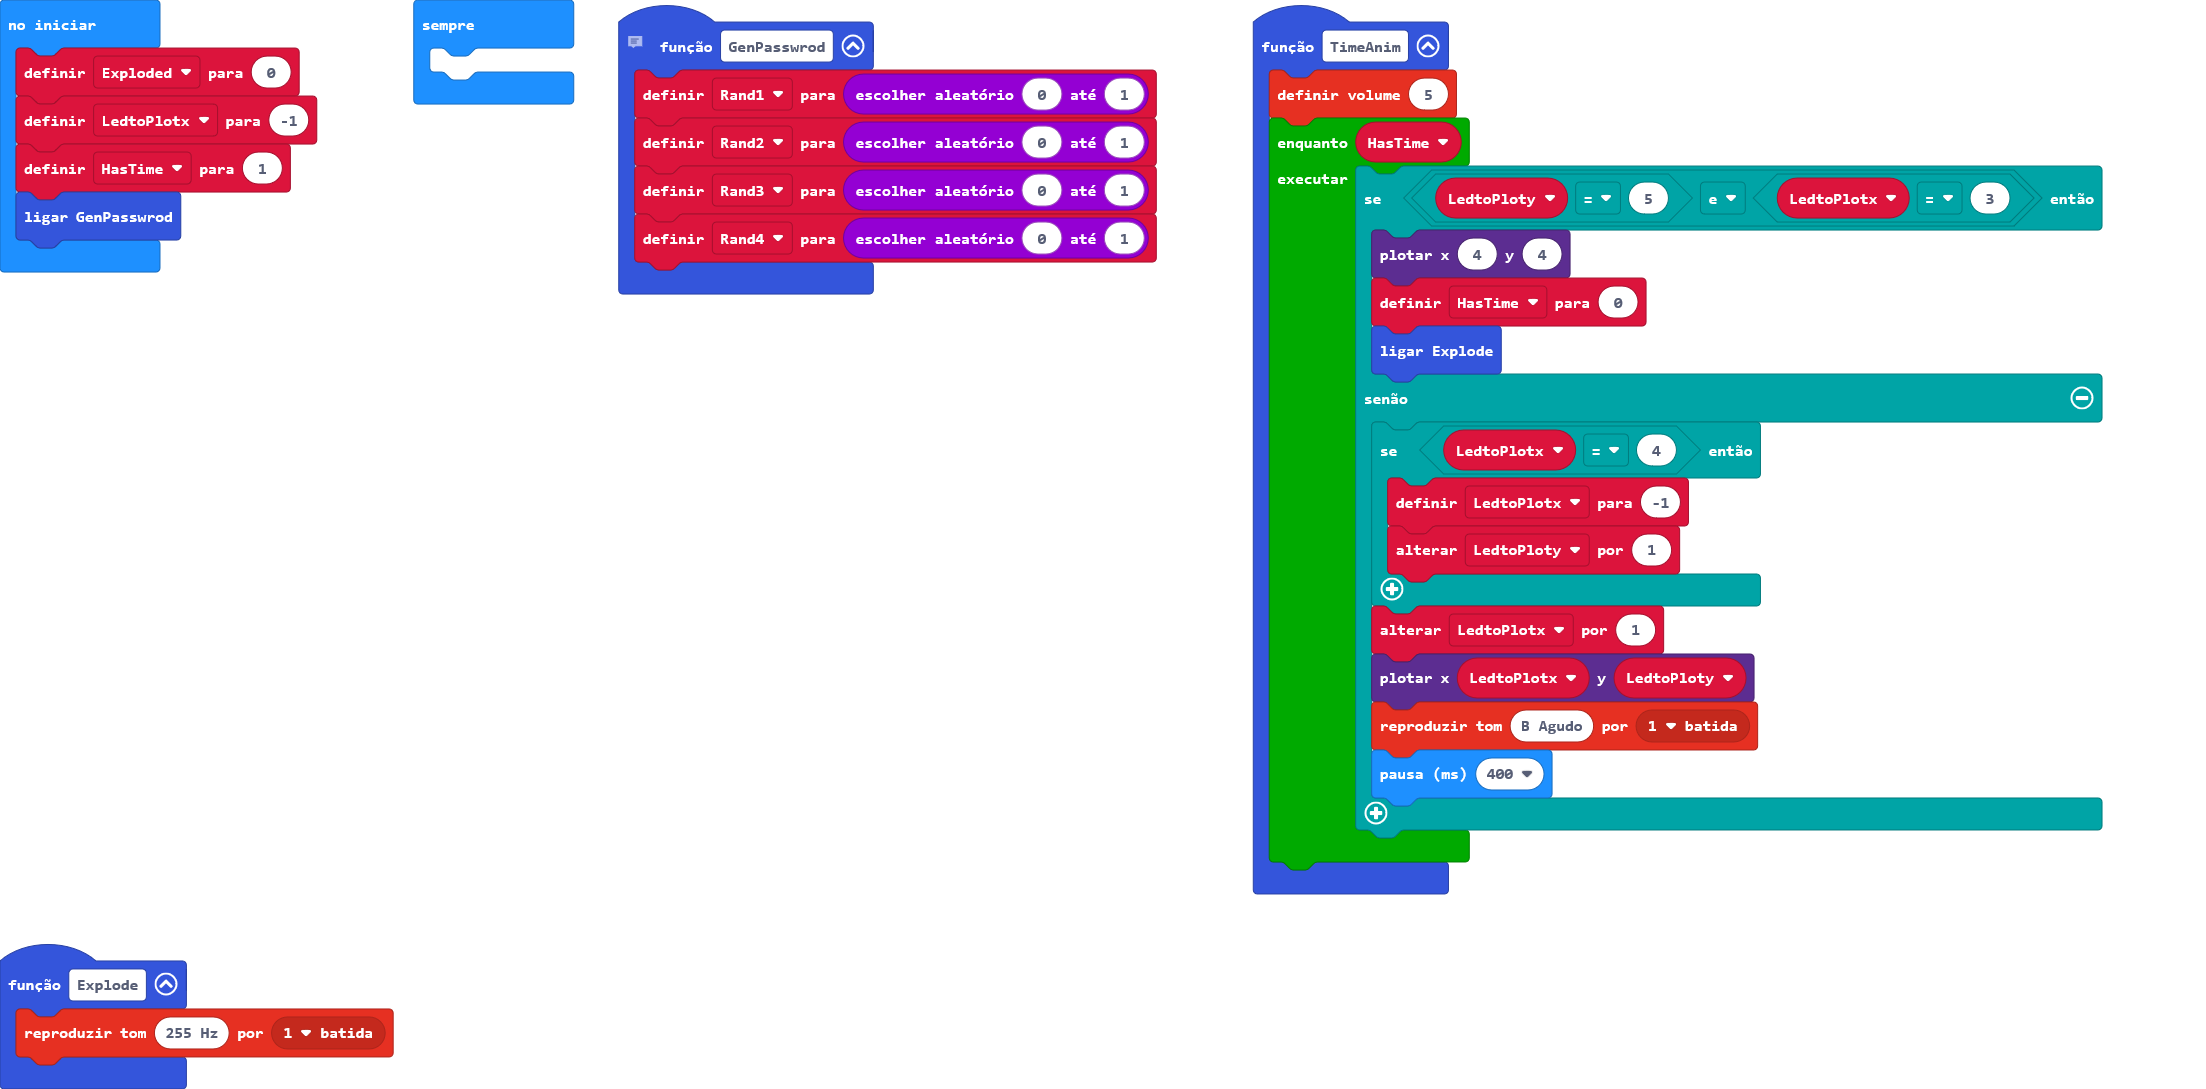 no iniciar
definir Exploded para 0
definir LedtoPlotx para -1
definir HasTime para 1
ligar GenPasswrod
sempre
função GenPasswrod
definir Rand1 para escolher aleatório 0 até 1
definir Rand2 para escolher aleatório 0 até 1
definir Rand3 para escolher aleatório 0 até 1
definir Rand4 para escolher aleatório 0 até 1
função TimeAnim
definir volume 5
enquanto HasTime
executar
se LedtoPloty = 5 e LedtoPlotx = 3 então
plotar x 4 y 4
definir HasTime para 0
ligar Explode
senão
se LedtoPlotx = 4 então
definir LedtoPlotx para -1
alterar LedtoPloty por 1
alterar LedtoPlotx por 1
plotar x LedtoPlotx y LedtoPloty
reproduzir tom B Agudo por 1 batida
pausa (ms) 400
função Explode
reproduzir tom 255 Hz por 1 batida